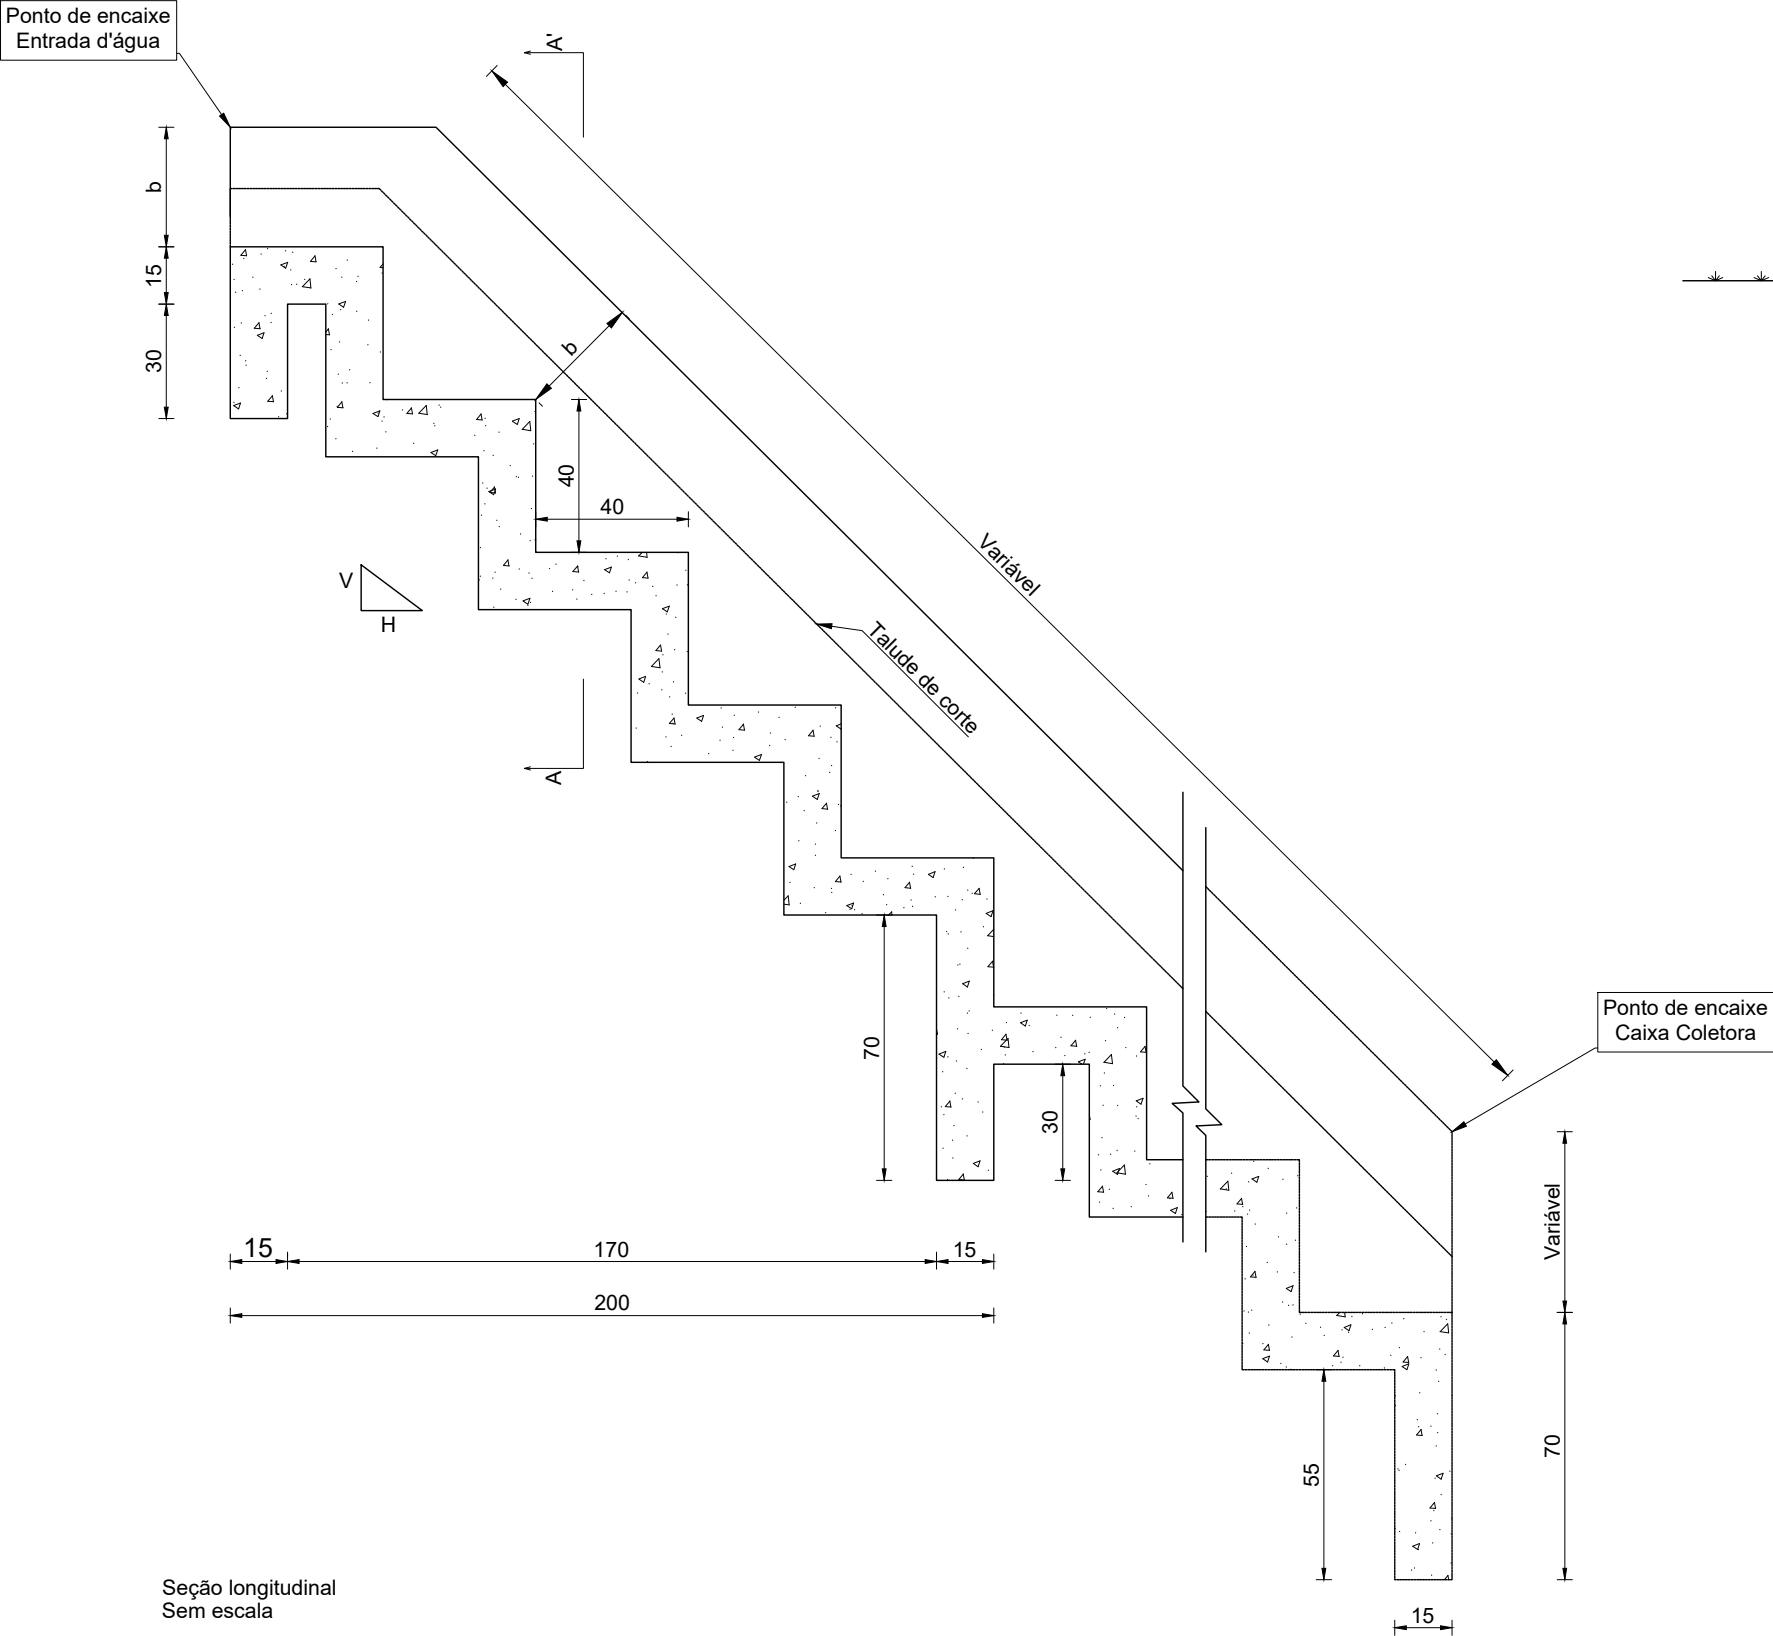 Ponto de encaixe
Entrada d'água
A'
b
15
30
b
40
40
V
H
Variável
Talude de corte
A
Ponto de encaixe
Caixa Coletora
70
30
Variável
15
170
15
200
55
70
15
Seção longitudinal
Sem escala